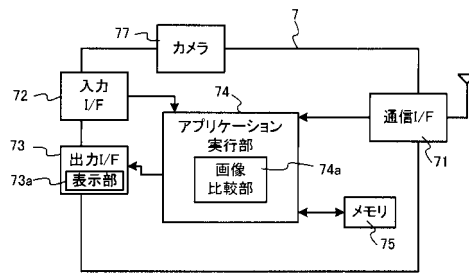 77
カメラ
7
入力
I/F
72
74
アプリケーション
実行部
画像
比較部
74a
通信I/F
71
73
出力I/F
73a
表示部
メモリ
75